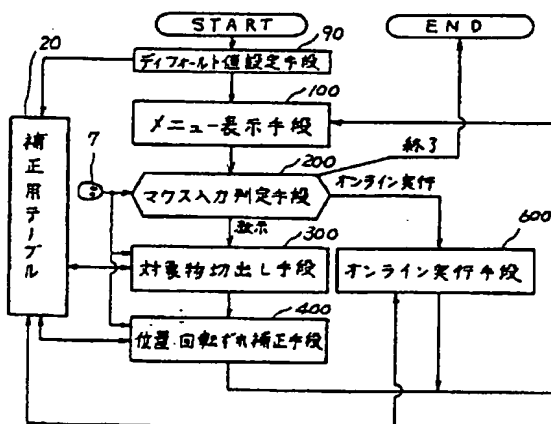 START
END
20
90
ディフォールト値設定手段
100
メニュー表示手段
終了
7
200
マウス入力判定手段
オンライン実行
教示
300
600
補正用テーブル
対象物切出し手段
オンライン実行手段
400
位置・回転ずれ補正手段